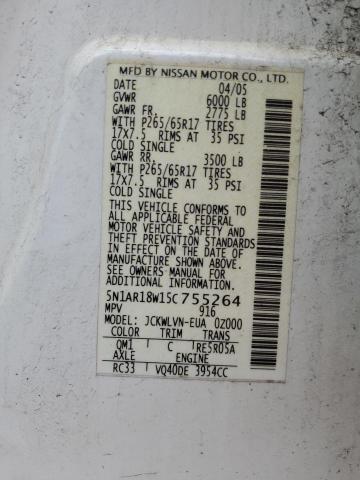 MFD BY NISSAN MOTOR CO., LTD.
DATE 04/05
GVWR 6000 LB
GAWR FR. 2775 LB
WITH P265/65R17 TIRES
17X7.5 RIMS AT 35 PSI
COLD SINGLE
GAWR RR. 3500 LB
WITH P265/65R17 TIRES
17X7.5 RIMS AT 35 PSI
COLD SINGLE
THIS VEHICLE CONFORMS TO
ALL APPLICABLE FEDERAL
MOTOR VEHICLE SAFETY AND
THEFT PREVENTION STANDARDS
IN EFFECT ON THE DATE OF
MANUFACTURE SHOWN ABOVE.
SEE OWNERS MANUAL FOR
ADDITIONAL INFORMATION.
5N1AR18W15C755264
MPV 916
MODEL JCKWLVN-EUA 0Z000
COLOR TRIM TRANS
QM1 C RE5R05A
AXLE ENGINE
RC33 VQ40DE 3954CC